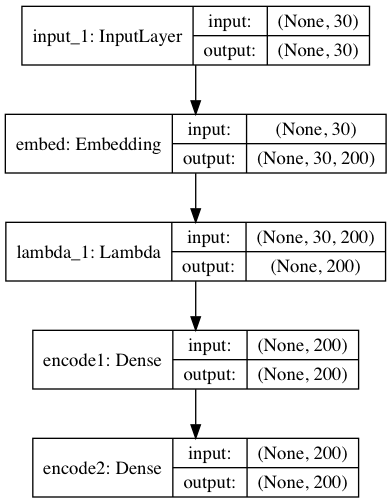 input_1: InputLayer
input: (None, 30)
output: (None, 30)
embed: Embedding
input: (None, 30)
output: (None, 30, 200)
lambda_1: Lambda
input: (None, 30, 200)
output: (None, 200)
encode1: Dense
input: (None, 200)
output: (None, 200)
encode2: Dense
input: (None, 200)
output: (None, 200)